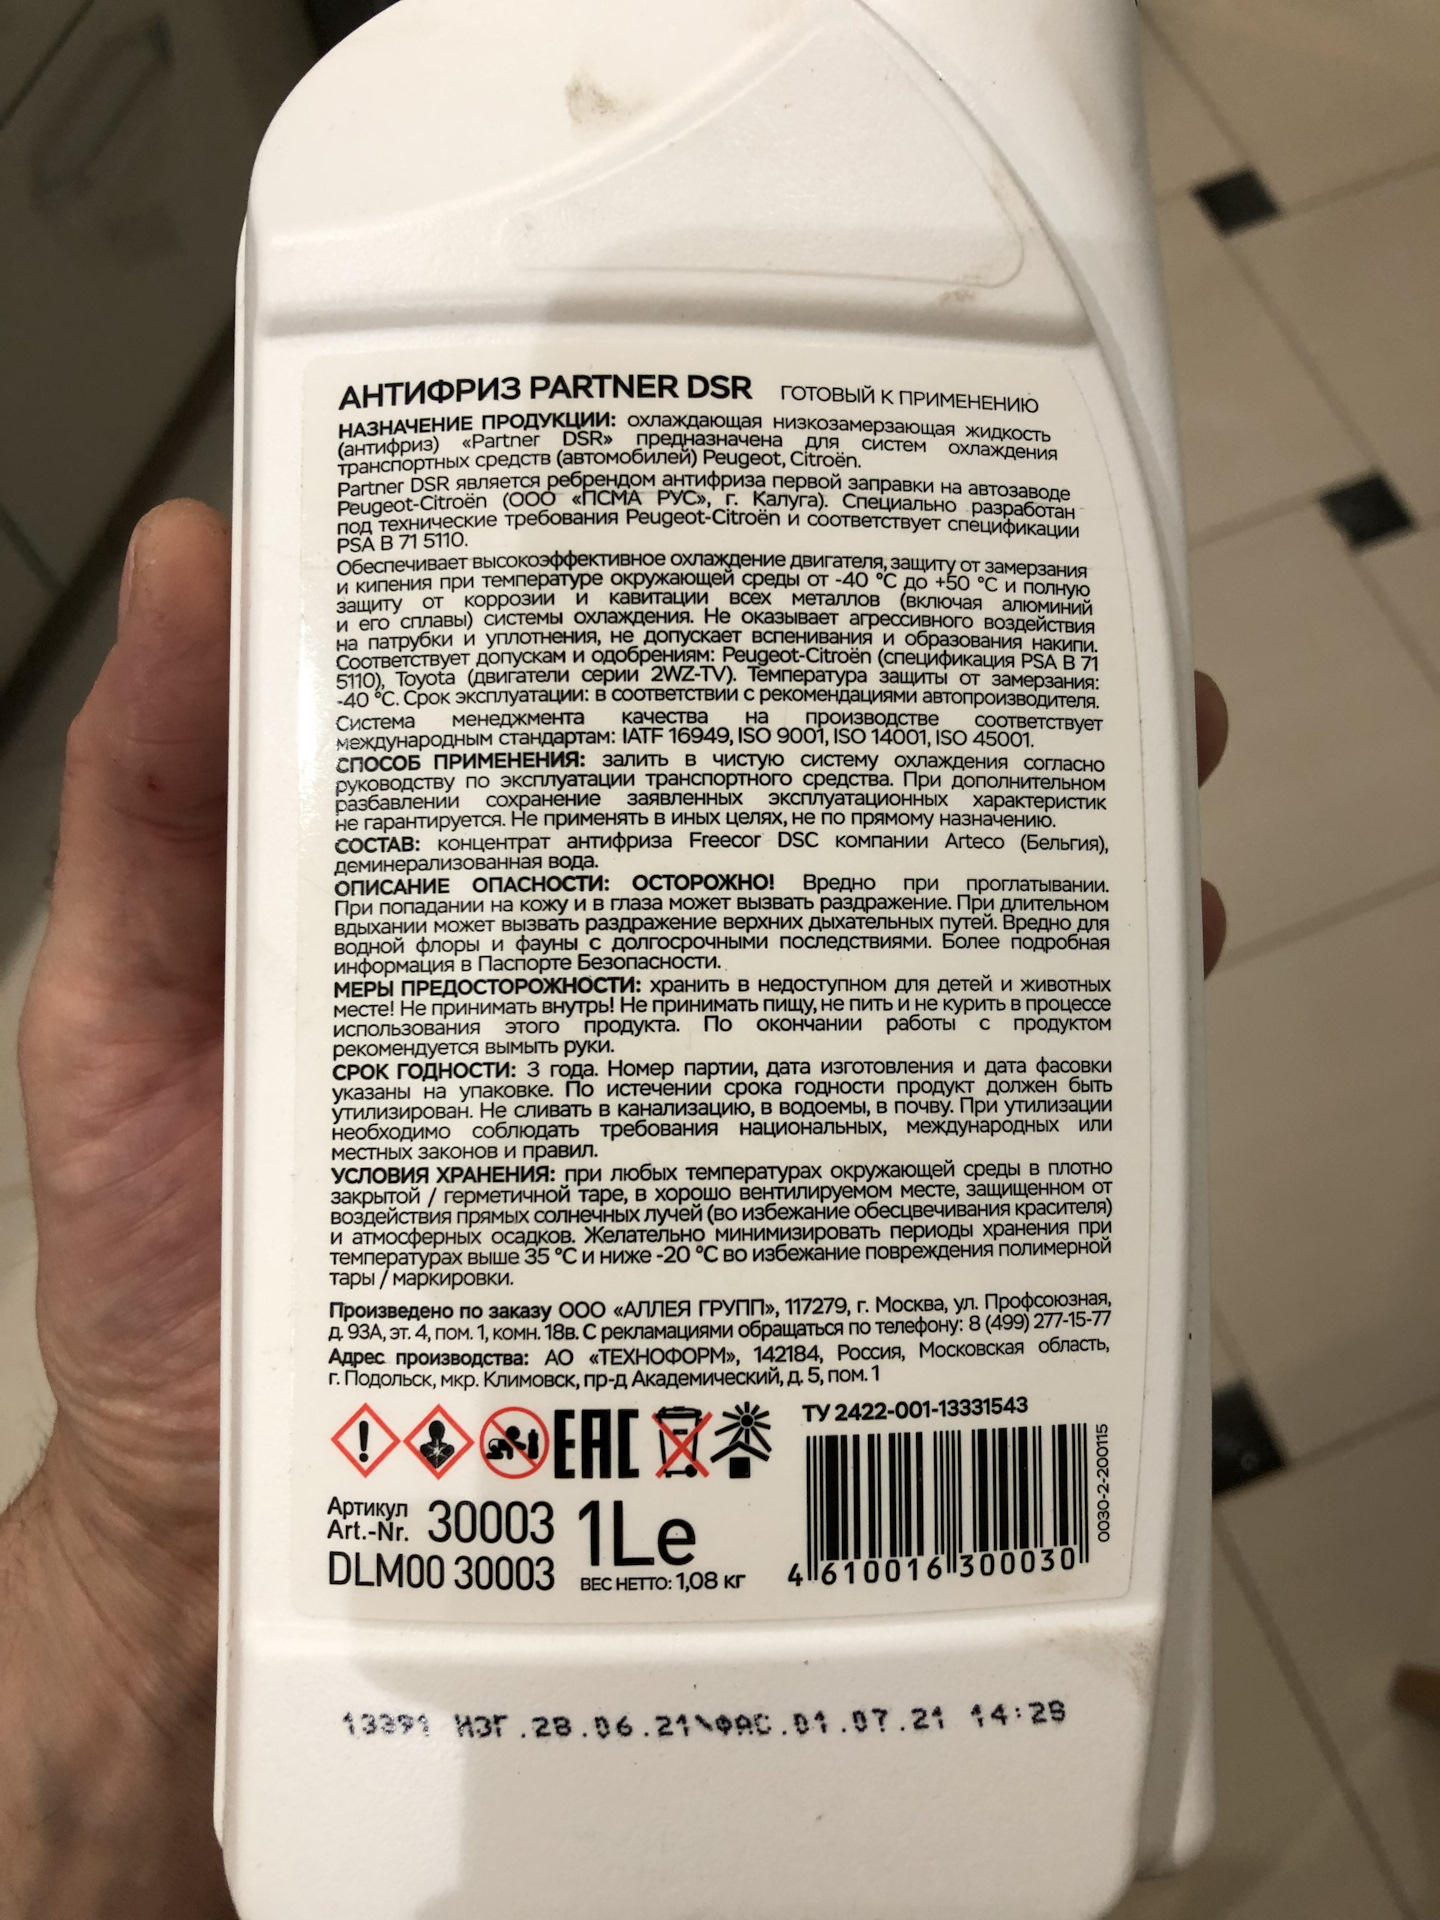 АНТИФРИЗ PARTNER DSR ГОТОВЫЙ К ПРИМЕНЕНИЮ
НАЗНАЧЕНИЕ ПРОДУКЦИИ: охлаждающая низкозамерзающая жидкость
(антифриз) «Partner DSR» предназначена для систем охлаждения
транспортных средств (автомобилей) Peugeot, Citroën.
Partner DSR является ребрендом антифриза первой заправки на автозаводе
Peugeot-Citroën (ООО «ПСМА РУС», г. Калуга). Специально разработан
под технические требования Peugeot-Citroën и соответствует спецификации
PSA B 71 5110.
Обеспечивает высокоэффективное охлаждение двигателя, защиту от замерзания
и кипения при температуре окружающей среды от -40 °C до +50 °C и полную
защиту от коррозии и кавитации всех металлов (включая алюминий
и его сплавы) системы охлаждения. Не оказывает агрессивного воздействия
на патрубки и уплотнения, не допускает вспенивания и образования накипи.
Соответствует допускам и одобрениям: Peugeot-Citroën (спецификация PSA B 71
5110), Toyota (двигатели серии 2WZ-TV). Температура защиты от замерзания:
-40 °C. Срок эксплуатации: в соответствии с рекомендациями автопроизводителя.
Система менеджмента качества на производстве соответствует
международным стандартам: IATF 16949, ISO 9001, ISO 14001, ISO 45001.
СПОСОБ ПРИМЕНЕНИЯ: залить в чистую систему охлаждения согласно
руководству по эксплуатации транспортного средства. При дополнительном
разбавлении сохранение заявленных эксплуатационных характеристик
не гарантируется. Не применять в иных целях, не по прямому назначению.
СОСТАВ: концентрат антифриза Freecor DSC компании Arteco (Бельгия),
деминерализованная вода.
ОПИСАНИЕ ОПАСНОСТИ: ОСТОРОЖНО! Вредно при проглатывании.
При попадании на кожу и в глаза может вызвать раздражение. При длительном
вдыхании может вызвать раздражение верхних дыхательных путей. Вредно для
водной флоры и фауны с долгосрочными последствиями. Более подробная
информация в Паспорте Безопасности.
МЕРЫ ПРЕДОСТОРОЖНОСТИ: хранить в недоступном для детей и животных
месте! Не принимать внутрь! Не принимать пищу, не пить и не курить в процессе
использования этого продукта. По окончании работы с продуктом
рекомендуется вымыть руки.
СРОК ГОДНОСТИ: 3 года. Номер партии, дата изготовления и дата фасовки
указаны на упаковке. По истечении срока годности продукт должен быть
утилизирован. Не сливать в канализацию, в водоемы, в почву. При утилизации
необходимо соблюдать требования национальных, международных или
местных законов и правил.
УСЛОВИЯ ХРАНЕНИЯ: при любых температурах окружающей среды в плотно
закрытой / герметичной таре, в хорошо вентилируемом месте, защищенном от
воздействия прямых солнечных лучей (во избежание обесцвечивания красителя)
и атмосферных осадков. Желательно минимизировать периоды хранения при
температурах выше 35 °C и ниже -20 °C во избежание повреждения полимерной
тары / маркировки.
Произведено по заказу ООО «АЛЛЕЯ ГРУПП», 117279, г. Москва, ул. Профсоюзная,
д. 93А, эт. 4, пом. 1, комн. 18в. С рекламациями обращаться по телефону: 8 (499) 277-15-77
Адрес производства: АО «ТЕХНОФОРМ», 142184, Россия, Московская область,
г. Подольск, мкр. Климовск, пр-д Академический, д. 5, пом. 1
EAC
ТУ 2422-001-13331543
0030-2-200115
Артикул
Art.-Nr. 30003
DLM00 30003
1Le
ВЕС НЕТТО: 1,08 кг
4 610016 300030
13391 ИЗГ.28.06.21\ФАС.01.07.21 14:25